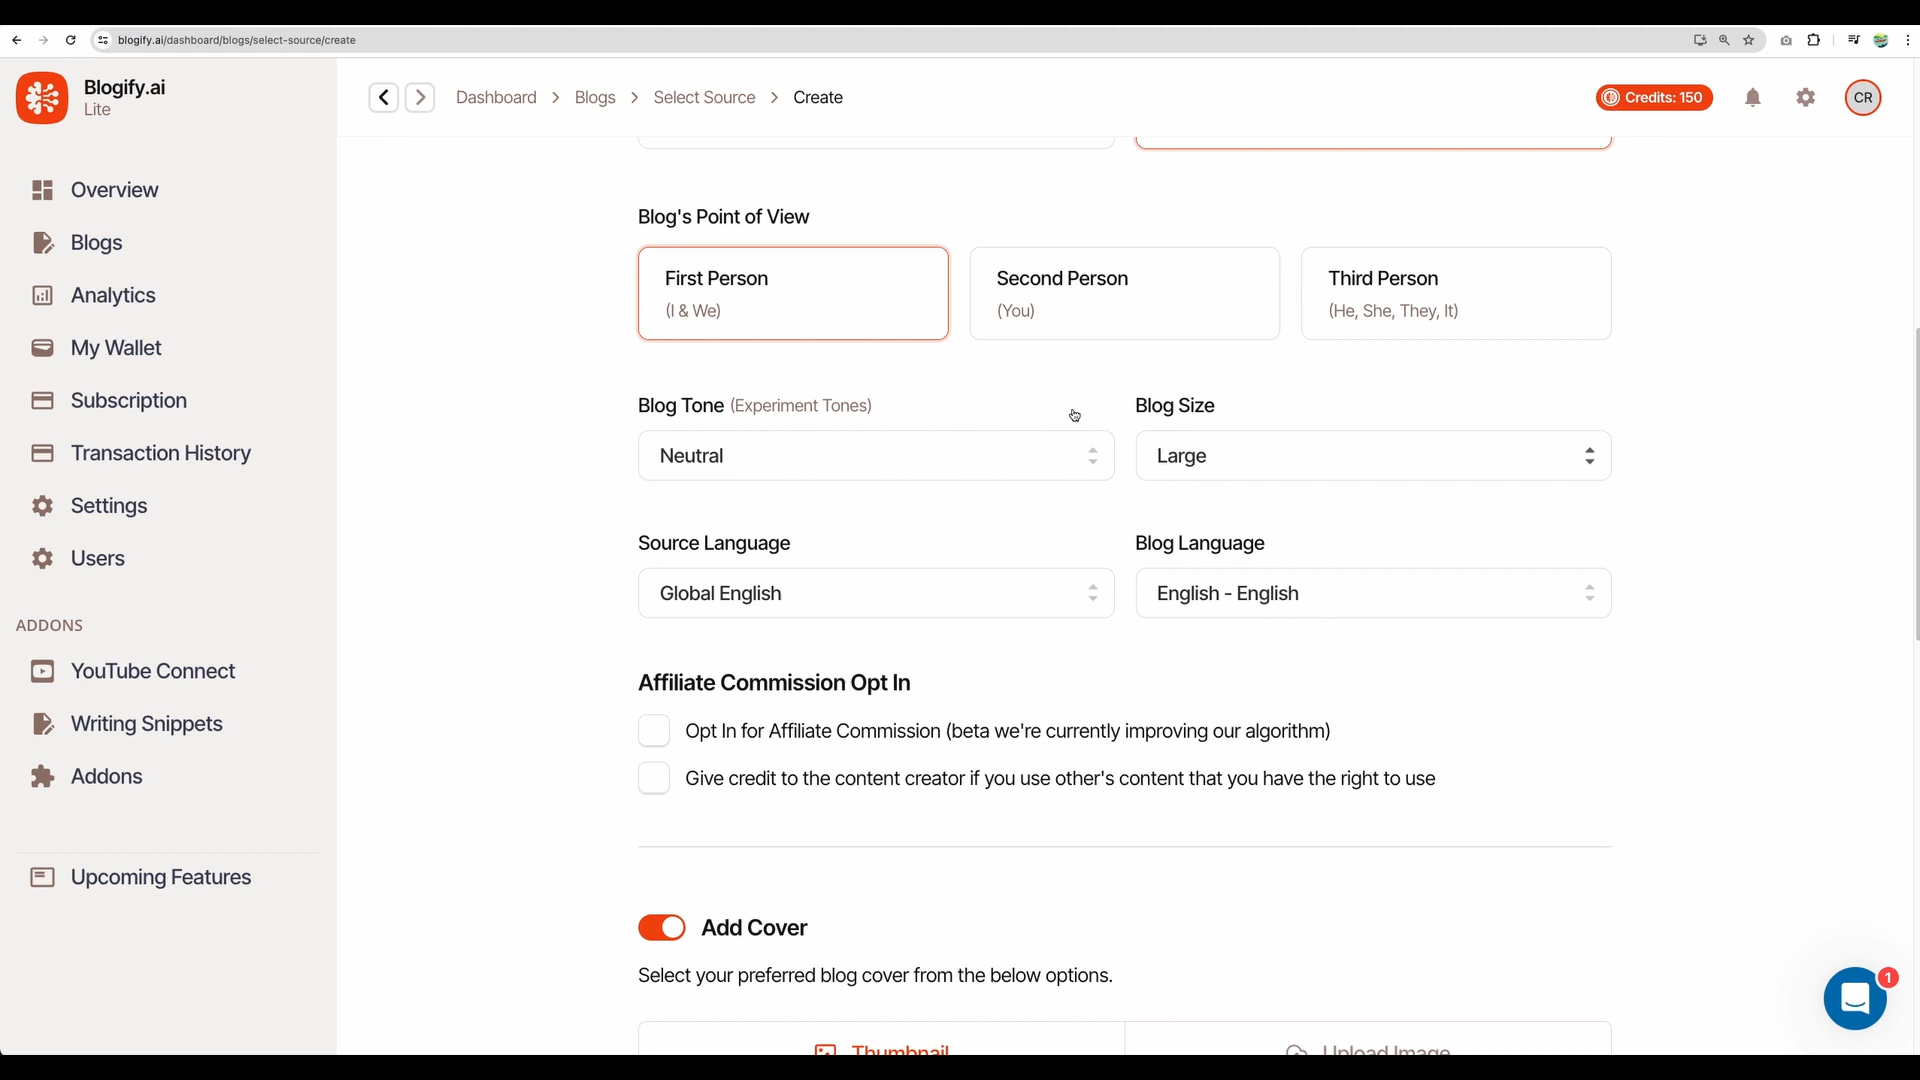 blogify.ai/dashboard/blogs/select-source/create
Blogify.ai
Lite
Dashboard > Blogs > Select Source > Create
Credits: 150
CR
Overview
Blogs
Analytics
My Wallet
Subscription
Transaction History
Settings
Users
ADDONS
YouTube Connect
Writing Snippets
Addons
Upcoming Features
Blog's Point of View
First Person
(I & We)
Second Person
(You)
Third Person
(He, She, They, It)
Blog Tone (Experiment Tones)
Neutral
Blog Size
Large
Source Language
Global English
Blog Language
English - English
Affiliate Commission Opt In
Opt In for Affiliate Commission (beta we're currently improving our algorithm)
Give credit to the content creator if you use other's content that you have the right to use
Add Cover
Select your preferred blog cover from the below options.
Thumbnail
Upload Image
1